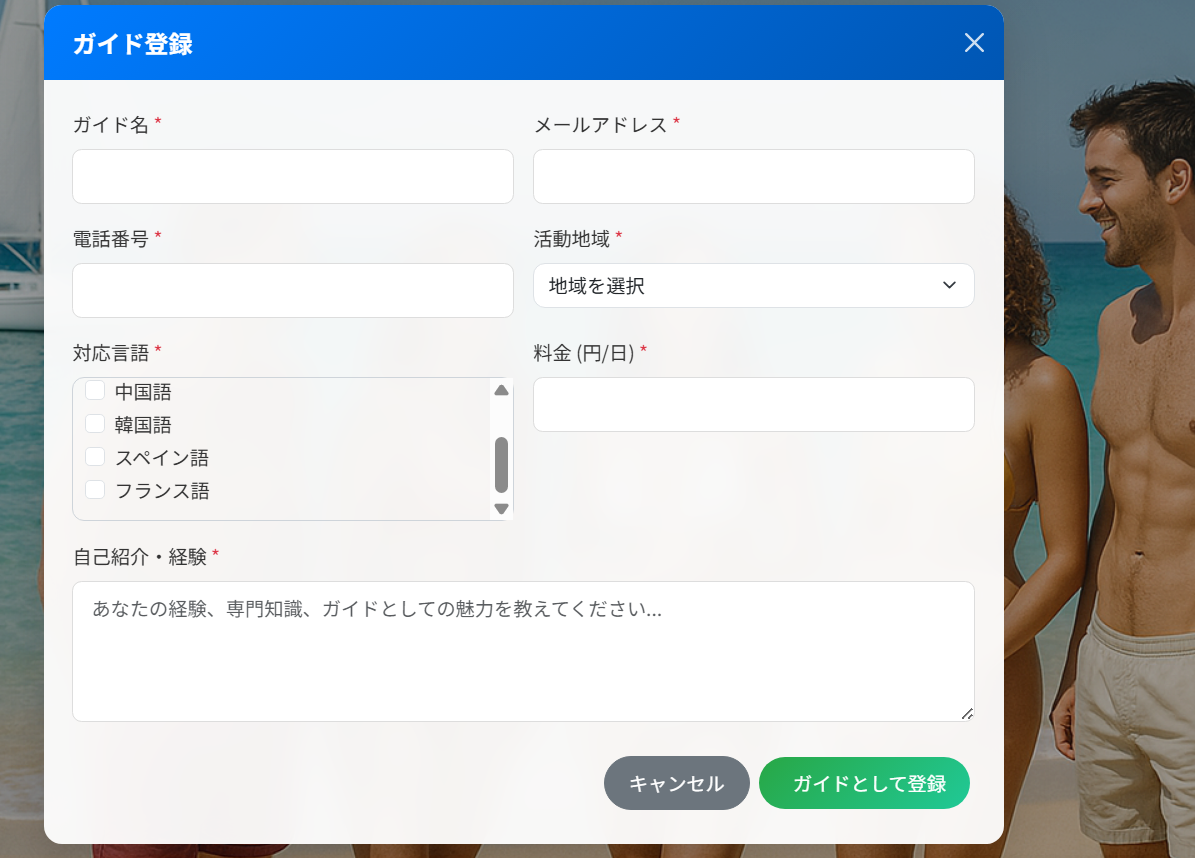 ガイド登録
ガイド名 *
メールアドレス *
電話番号 *
活動地域 *
地域を選択
対応言語 *
中国語
韓国語
スペイン語
フランス語
料金 (円/日) *
自己紹介・経験 *
あなたの経験、専門知識、ガイドとしての魅力を教えてください...
キャンセル
ガイドとして登録